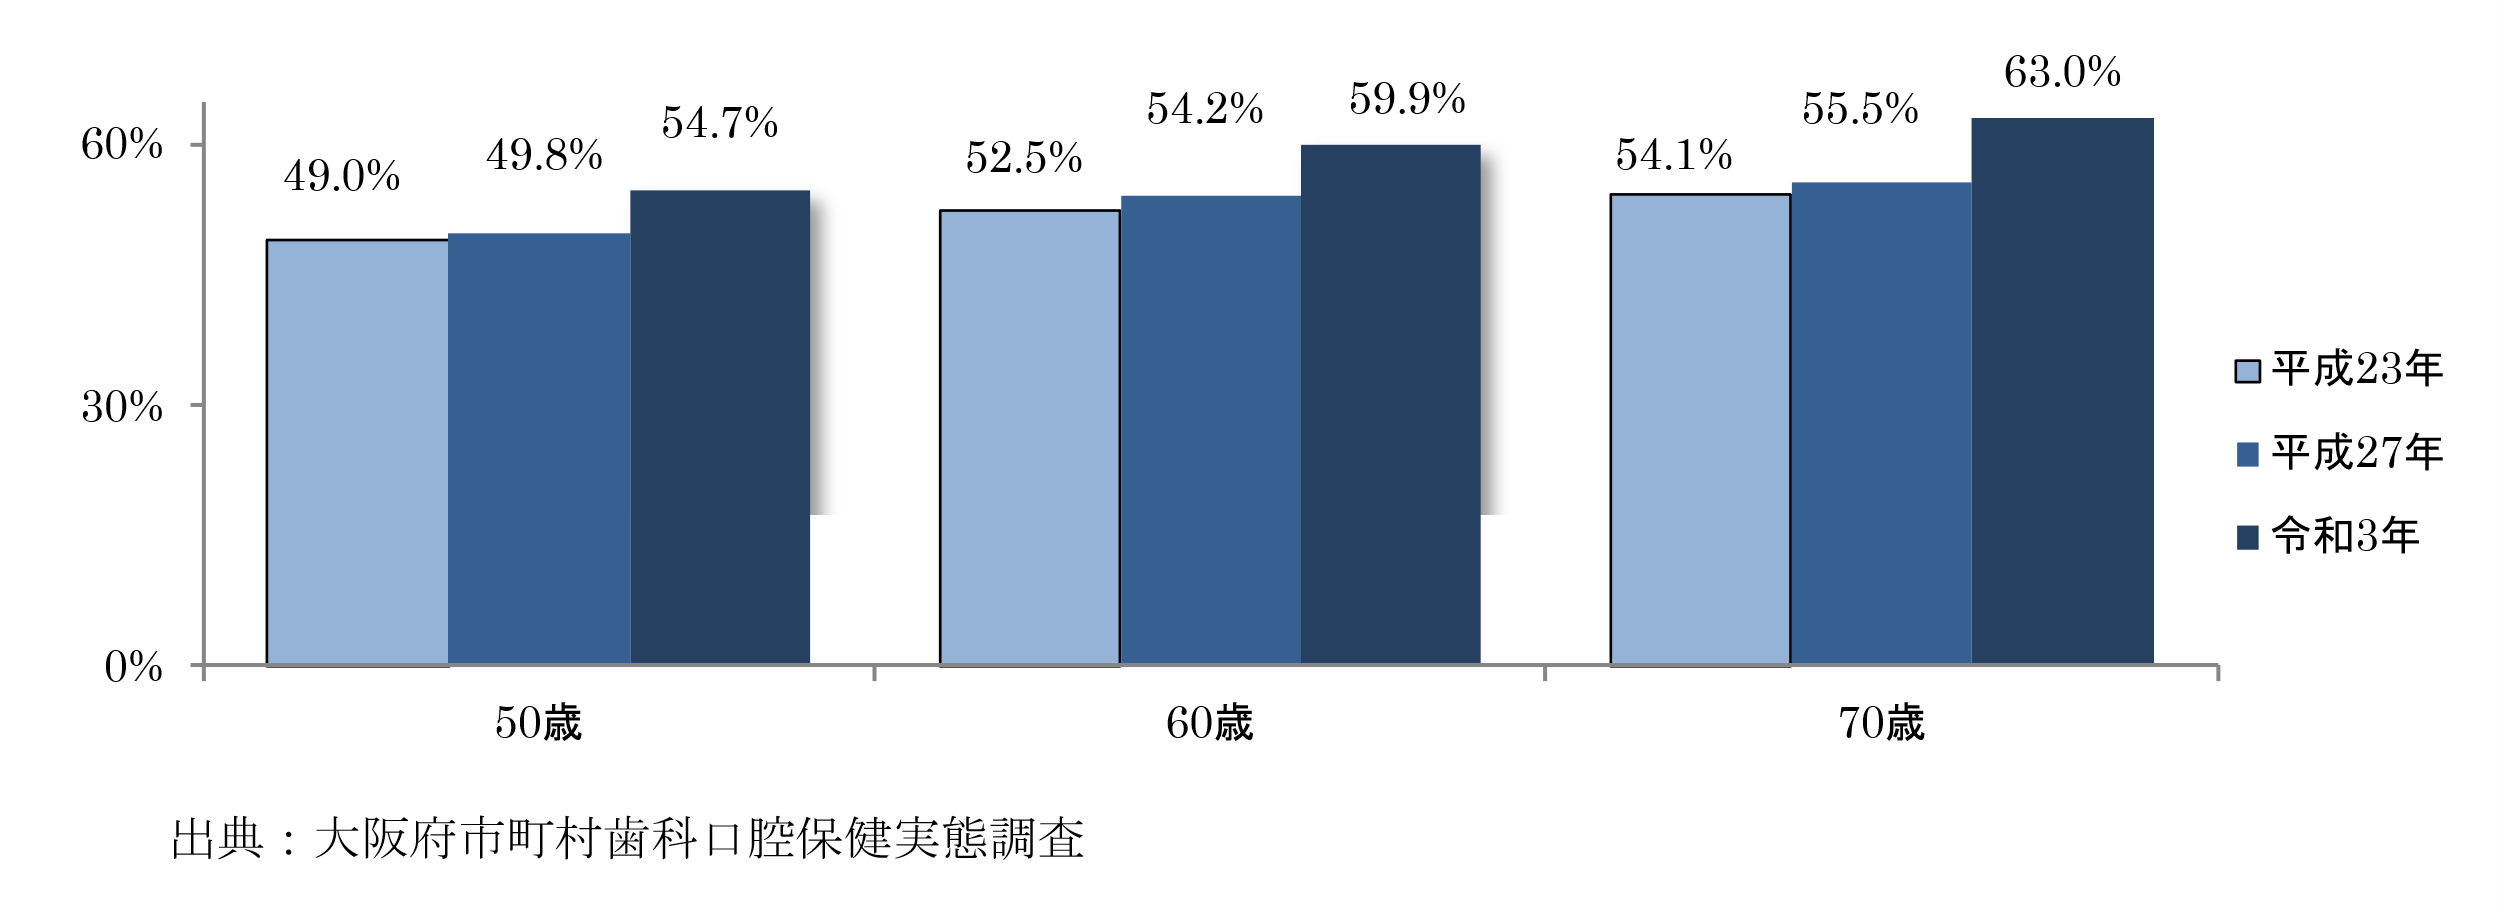 63.0%
59.9%
54.2%
55.5%
54.7%
60%
52.5%
54.1%
49.8%
49.0%
平成23年
30%
平成27年
令和3年
0%
50歳
60歳
70歳
出典：大阪府市町村歯科口腔保健実態調査